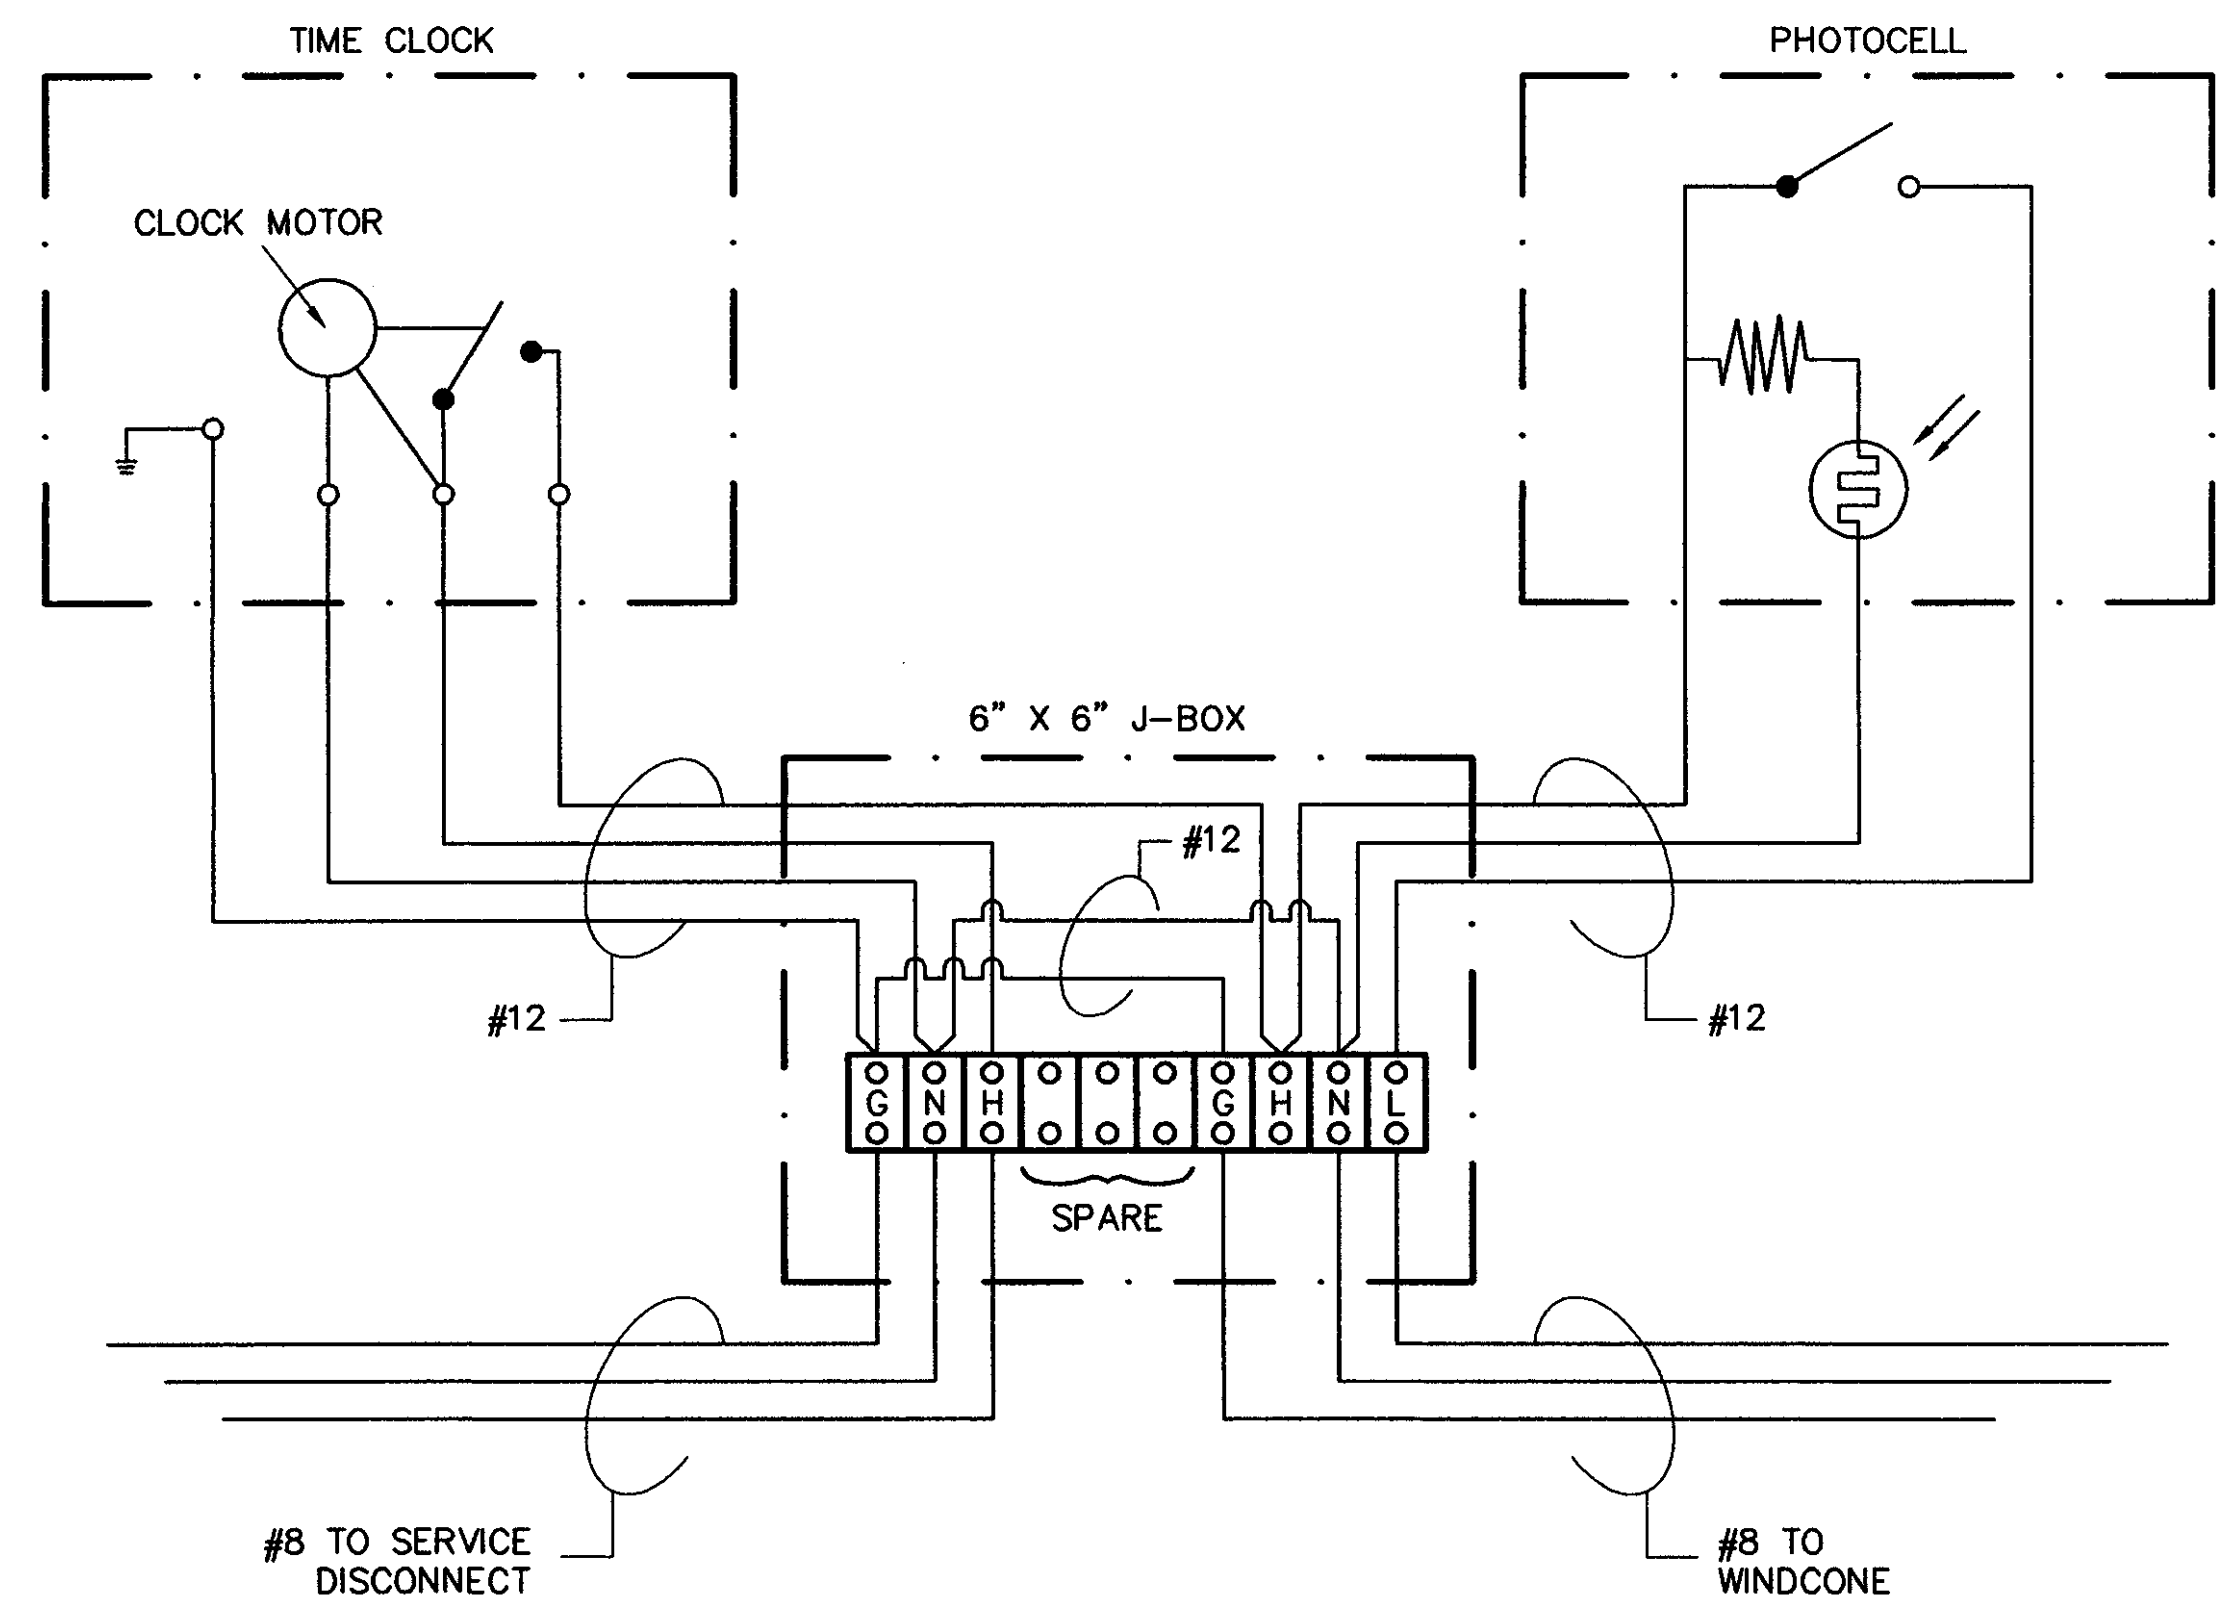 TIME CLOCK
PHOTOCELL
CLOCK MOTOR
6” X 6” J-BOX
#12
#12
#12
G N H G H N L
SPARE
#8 TO SERVICE
DISCONNECT
#8 TO
WINDCONE